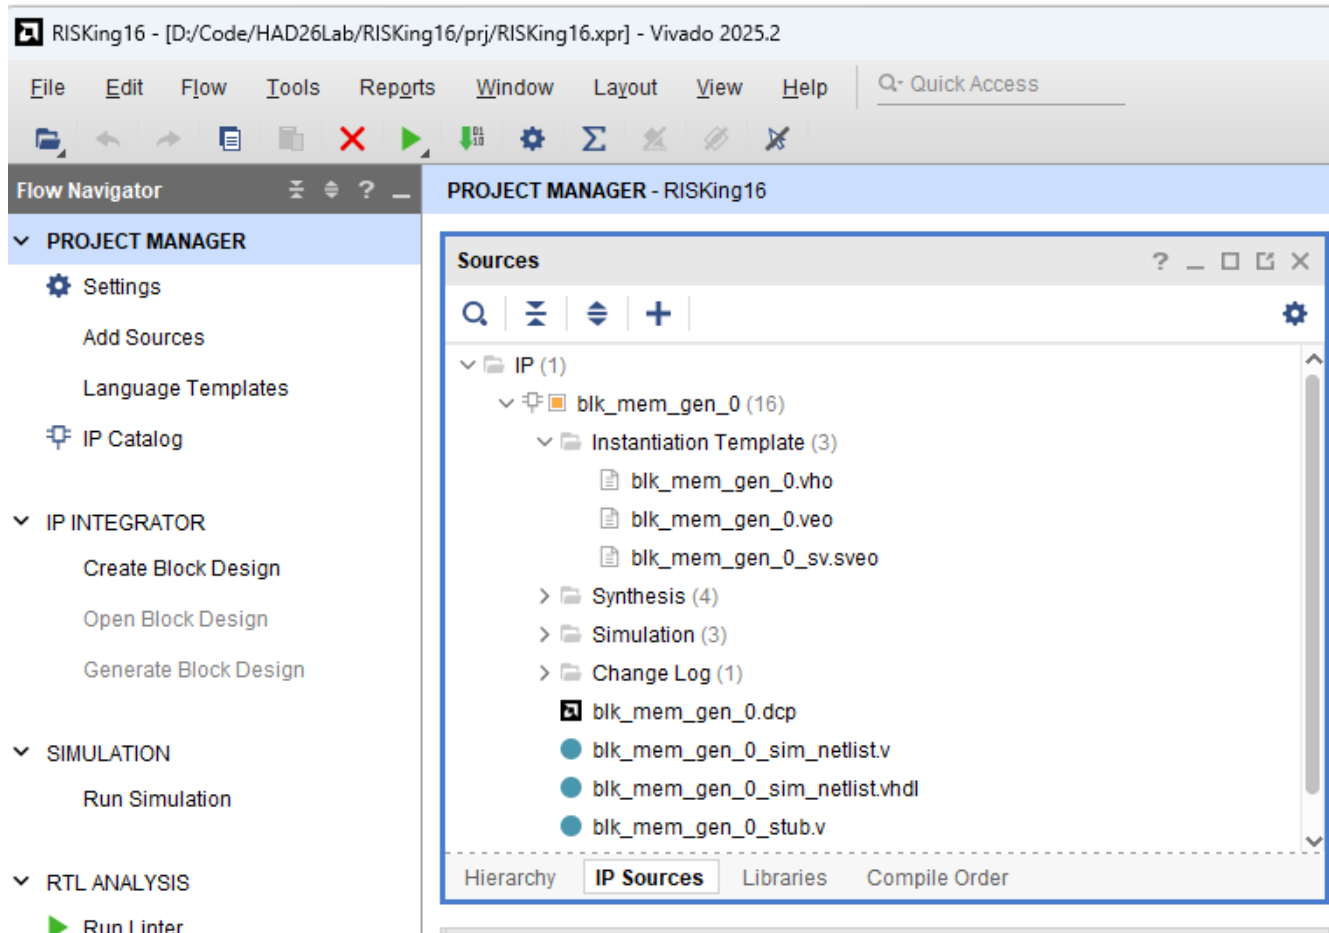 RISKing16 - [D:/Code/HAD26Lab/RISKing16/prj/RISKing16.xpr] - Vivado 2025.2
File Edit Flow Tools Reports Window Layout View Help Quick Access
Flow Navigator
PROJECT MANAGER
Settings
Add Sources
Language Templates
IP Catalog
IP INTEGRATOR
Create Block Design
Open Block Design
Generate Block Design
SIMULATION
Run Simulation
RTL ANALYSIS
Run Linter
PROJECT MANAGER - RISKing16
Sources
IP (1)
blk_mem_gen_0 (16)
Instantiation Template (3)
blk_mem_gen_0.vho
blk_mem_gen_0.veo
blk_mem_gen_0_sv.sveo
Synthesis (4)
Simulation (3)
Change Log (1)
blk_mem_gen_0.dcp
blk_mem_gen_0_sim_netlist.v
blk_mem_gen_0_sim_netlist.vhdl
blk_mem_gen_0_stub.v
Hierarchy IP Sources Libraries Compile Order